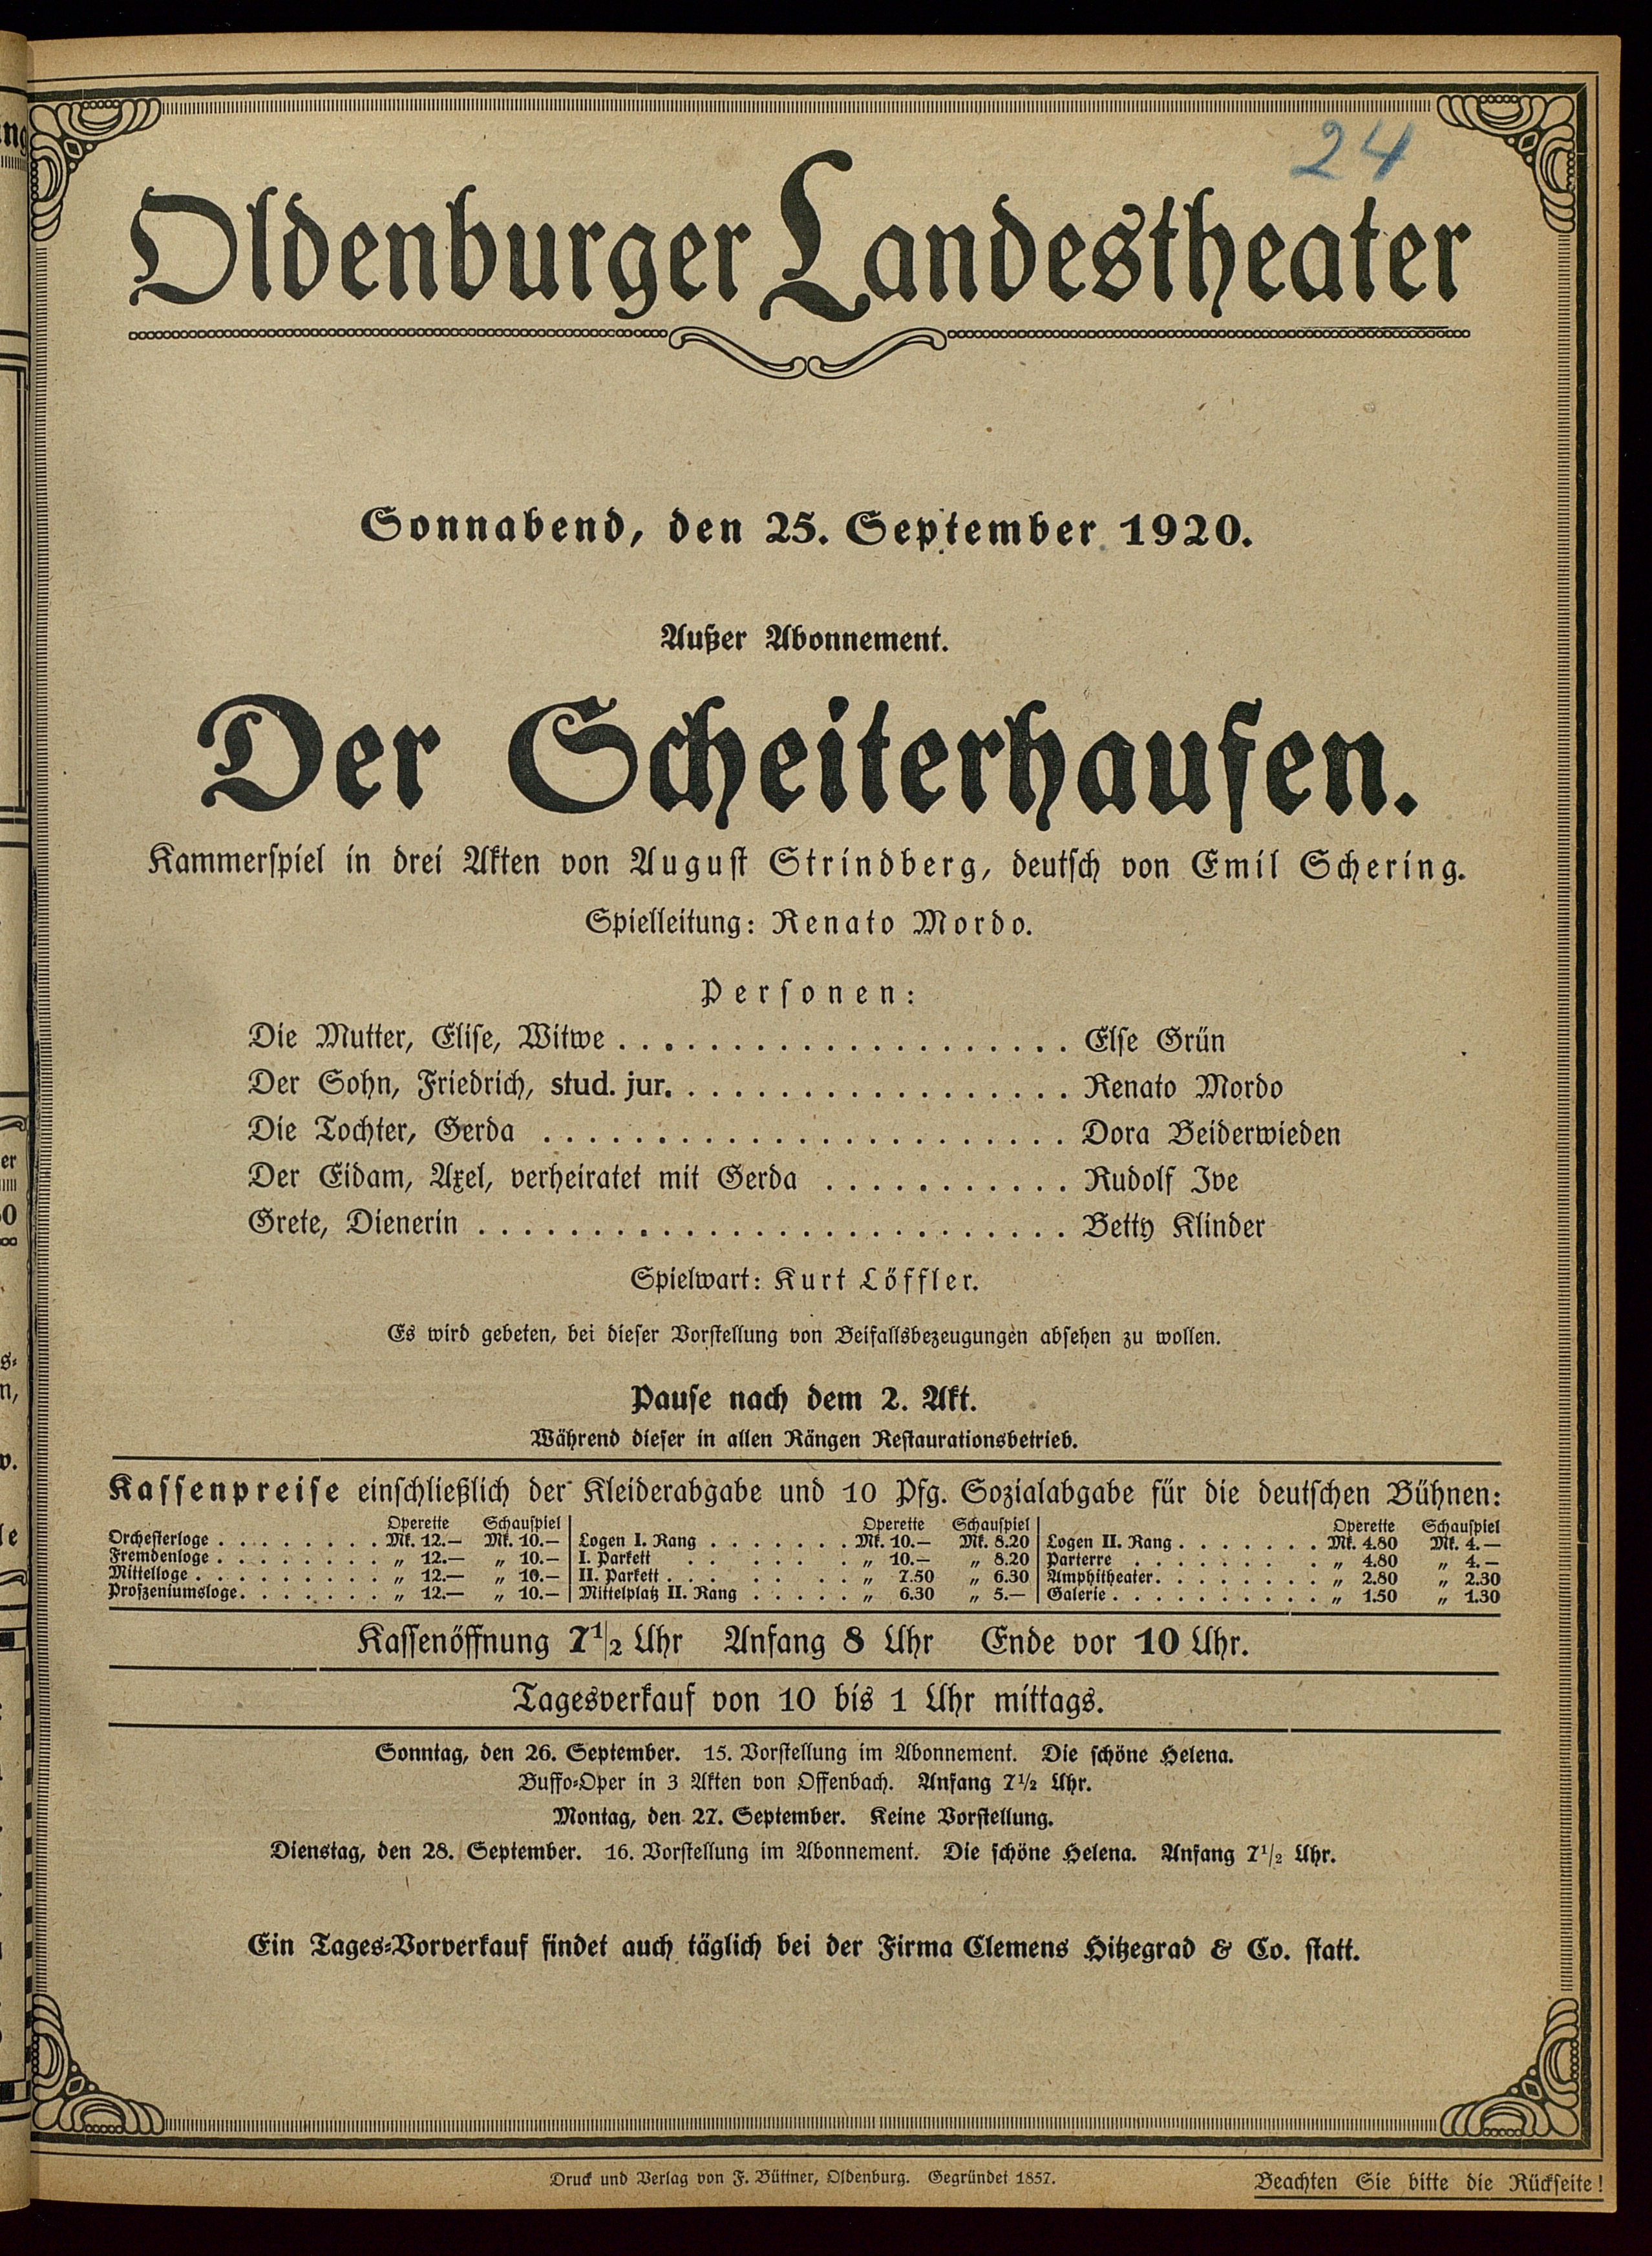 24
Oldenburger Landestheater
Sonnabend, den 25. September 1920.
Außer Abonnement.
Der Scheiterhaufen.
Kammerspiel in drei Akten von August Strindberg, deutsch von Emil Schering.
Spielleitung: Renato Mordo.
Personen:
Die Mutter, Elise, Witwe . . . . . . . . . . . . . . . . . . . . Else Grün
Der Sohn, Friedrich, stud. jur. . . . . . . . . . . . . . . . . . Renato Mordo
Die Tochter, Gerda . . . . . . . . . . . . . . . . . . . . . . . Dora Beiderwieden
Der Eidam, Axel, verheiratet mit Gerda . . . . . . . . . . . Rudolf Ive
Grete, Dienerin . . . . . . . . . . . . . . . . . . . . . . . . . . Betty Klinder
Spielwart: Kurt Löffler.
Es wird gebeten, bei dieser Vorstellung von Beifallsbezeugungen absehen zu wollen.
Pause nach dem 2. Akt.
Während dieser in allen Rängen Restaurationsbetrieb.
Kassenpreise einschließlich der Kleiderabgabe und 10 Pfg. Sozialabgabe für die deutschen Bühnen:
Operette Schauspiel
Orchesterloge . . . . . . . . . Mk. 12.— Mk. 10.—
Fremdenloge . . . . . . . . . „ 12.— „ 10.—
Mittelloge . . . . . . . . . . „ 12.— „ 10.—
Proszeniumsloge. . . . . . . . „ 12.— „ 10.—
Operette Schauspiel
Logen I. Rang . . . . . . . Mk. 10.— Mk. 8.20
I. Parkett . . . . . . . „ 10.— „ 8.20
II. Parkett . . . . . . . . „ 7.50 „ 6.30
Mittelplatz II. Rang . . . . . „ 6.30 „ 5.—
Operette Schauspiel
Logen II. Rang . . . . . . . Mk. 4.80 Mk. 4.—
Parterre . . . . . . . . . „ 4.80 „ 4.—
Amphitheater. . . . . . . . „ 2.80 „ 2.30
Galerie . . . . . . . . . . „ 1.50 „ 1.30
Kassenöffnung 7½ Uhr Anfang 8 Uhr Ende vor 10 Uhr.
Tagesverkauf von 10 bis 1 Uhr mittags.
Sonntag, den 26. September. 15. Vorstellung im Abonnement. Die schöne Helena.
Buffo-Oper in 3 Akten von Offenbach. Anfang 7½ Uhr.
Montag, den 27. September. Keine Vorstellung.
Dienstag, den 28. September. 16. Vorstellung im Abonnement. Die schöne Helena. Anfang 7½ Uhr.
Ein Tages-Vorverkauf findet auch täglich bei der Firma Clemens Hitzegrad & Co. statt.
Druck und Verlag von F. Büttner, Oldenburg. Gegründet 1857.
Beachten Sie bitte die Rückseite!